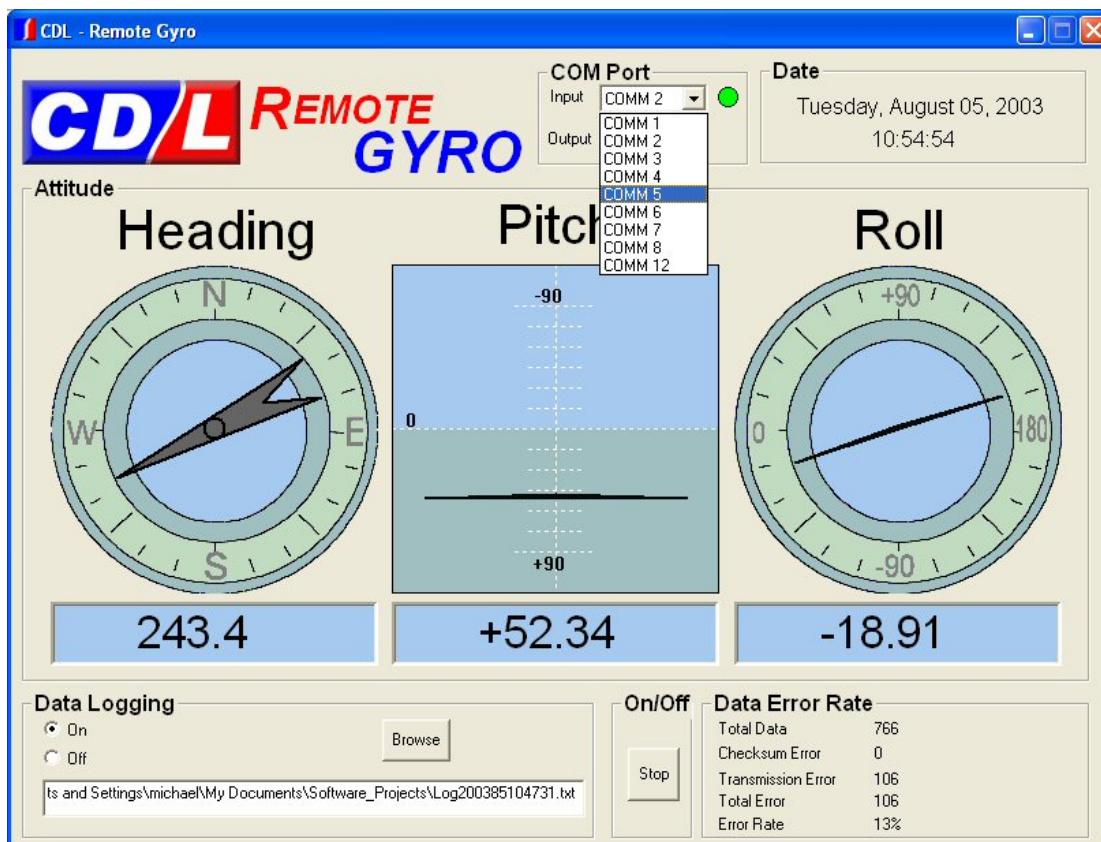 CDL - Remote Gyro
CD/L REMOTE
GYRO
COM Port
Input COMM 2
Output
COMM 1
COMM 2
COMM 3
COMM 4
COMM 5
COMM 6
COMM 7
COMM 8
COMM 12
Date
Tuesday, August 05, 2003
10:54:54
Attitude
Heading
N
W E
S
243.4
-90
0
+90
+52.34
Roll
+90
0 180
-90
-18.91
Data Logging
On
Off
Browse
ts and Settings\michael\My Documents\Software_Projects\Log200385104731.txt
On/Off
Stop
Data Error Rate
Total Data 766
Checksum Error 0
Transmission Error 106
Total Error 106
Error Rate 13%